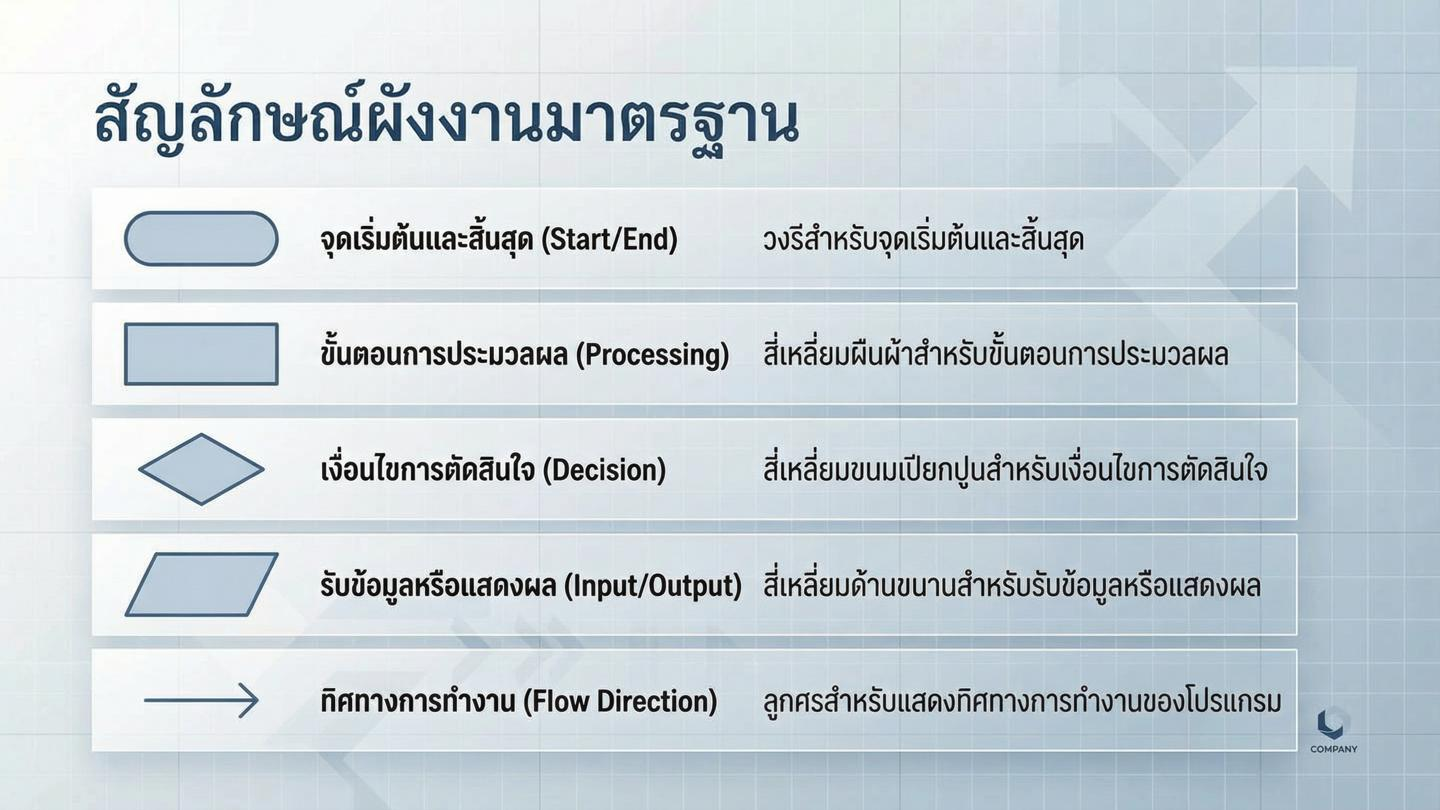 สัญลักษณ์ผังงานมาตรฐาน
จุดเริ่มต้นและสิ้นสุด (Start/End) วงรีสำหรับจุดเริ่มต้นและสิ้นสุด
ขั้นตอนการประมวลผล (Processing) สี่เหลี่ยมผืนผ้าสำหรับขั้นตอนการประมวลผล
เงื่อนไขการตัดสินใจ (Decision) สี่เหลี่ยมขนมเปียกปูนสำหรับเงื่อนไขการตัดสินใจ
รับข้อมูลหรือแสดงผล (Input/Output) สี่เหลี่ยมด้านขนานสำหรับรับข้อมูลหรือแสดงผล
ทิศทางการทำงาน (Flow Direction) ลูกศรสำหรับแสดงทิศทางการทำงานของโปรแกรม
COMPANY